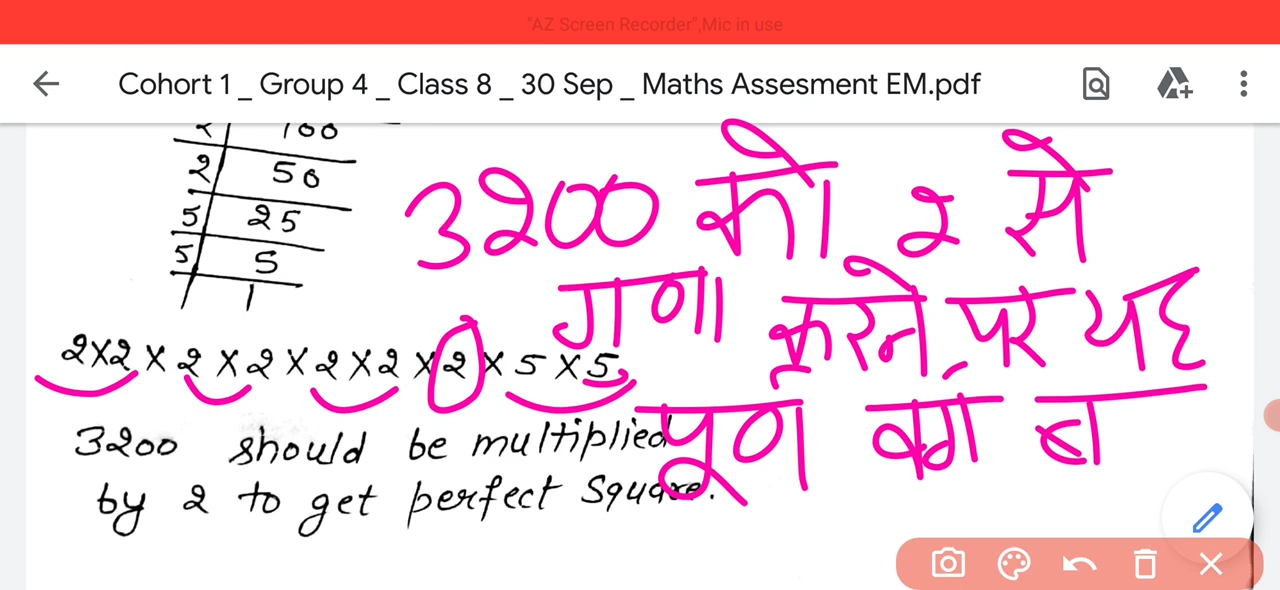 "AZ Screen Recorder",Mic in use
Cohort 1 _ Group 4 _ Class 8 _ 30 Sep _ Maths Assesment EM.pdf
2 | 100
2 | 50
5 | 25
5 | 5
| 1
3200 को 2 से
गणा करने पर यह
पूण वर्ग ब
2X2 X 2 X 2 X 2 X 2 X 2 X 5 X 5
3200 should be multiplied
by 2 to get perfect Square.